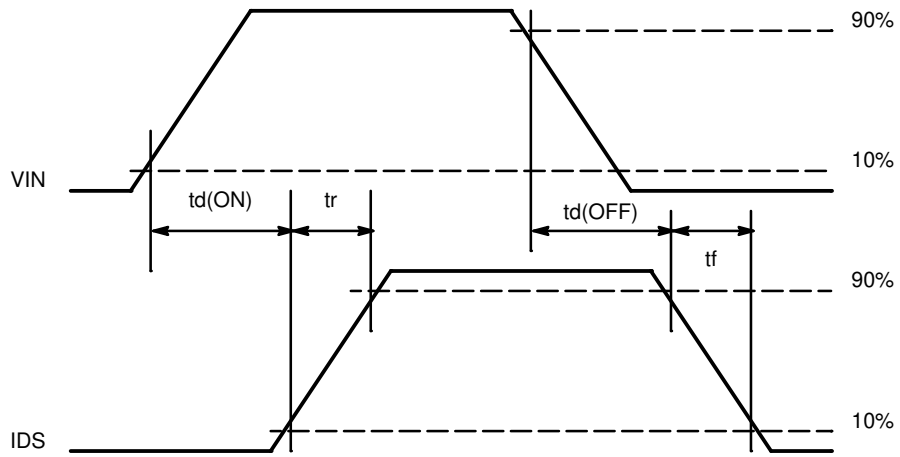 90%
10%
VIN
td(ON)
tr
td(OFF)
tf
90%
10%
IDS